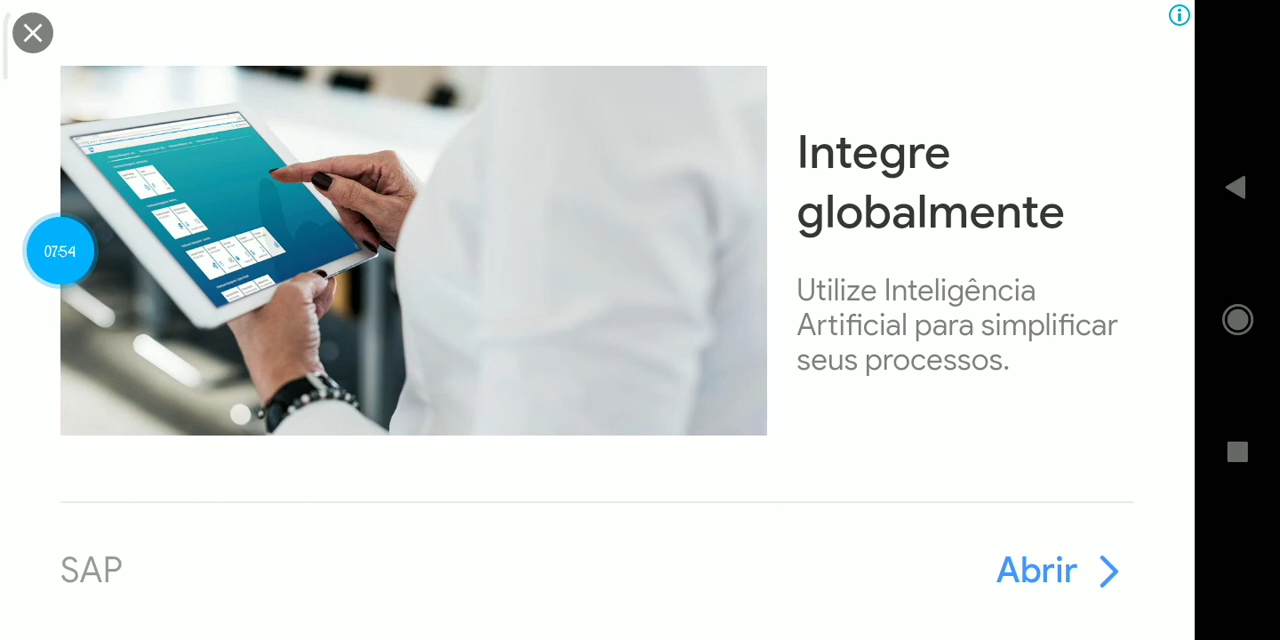 07:54
Integre
globalmente
Utilize Inteligência
Artificial para simplificar
seus processos.
SAP
Abrir